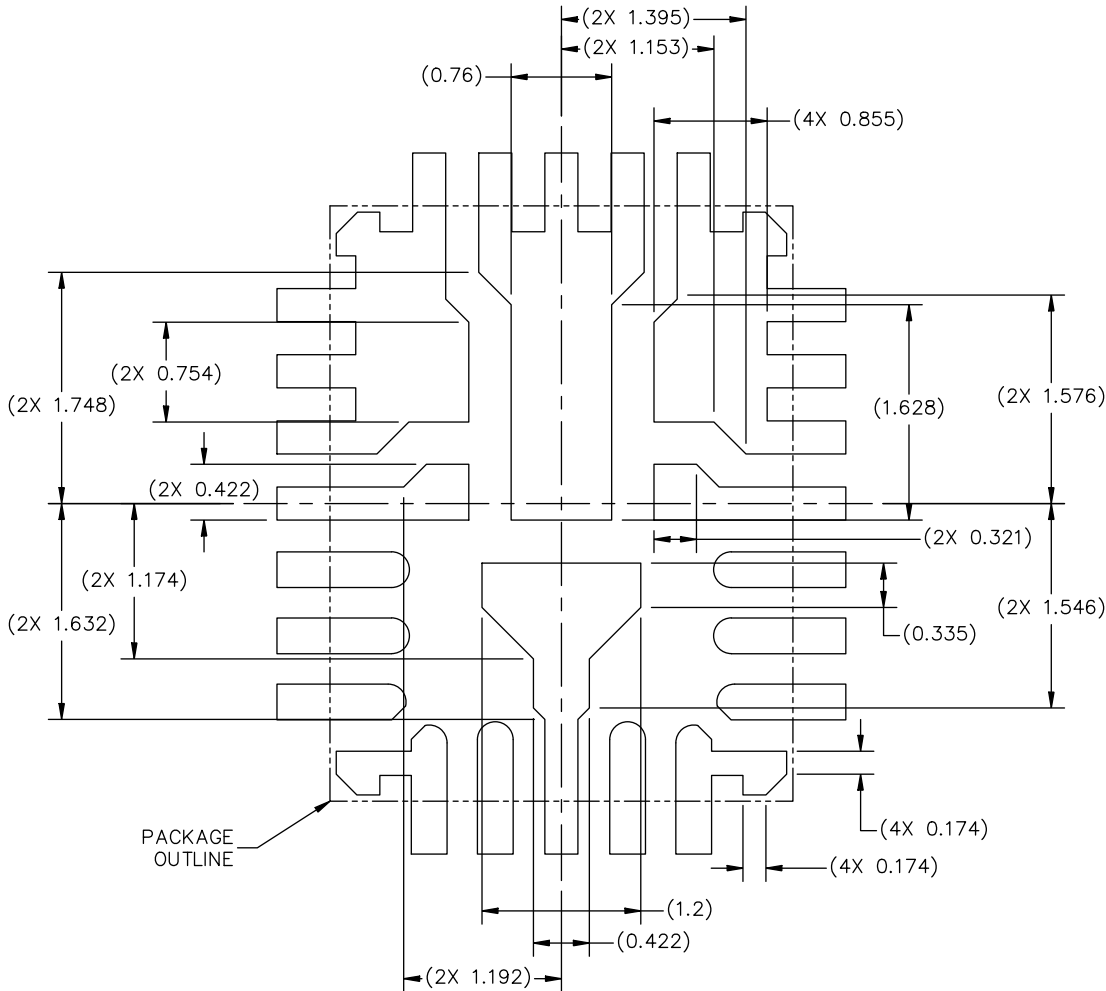 (2X 1.395)
(2X 1.153)
(0.76)
(4X 0.855)
(2X 0.754)
(2X 1.748)
(1.628)
(2X 1.576)
(2X 0.422)
(2X 0.321)
(2X 1.174)
(2X 1.632)
(2X 1.546)
(0.335)
PACKAGE
OUTLINE
(4X 0.174)
(4X 0.174)
(1.2)
(0.422)
(2X 1.192)